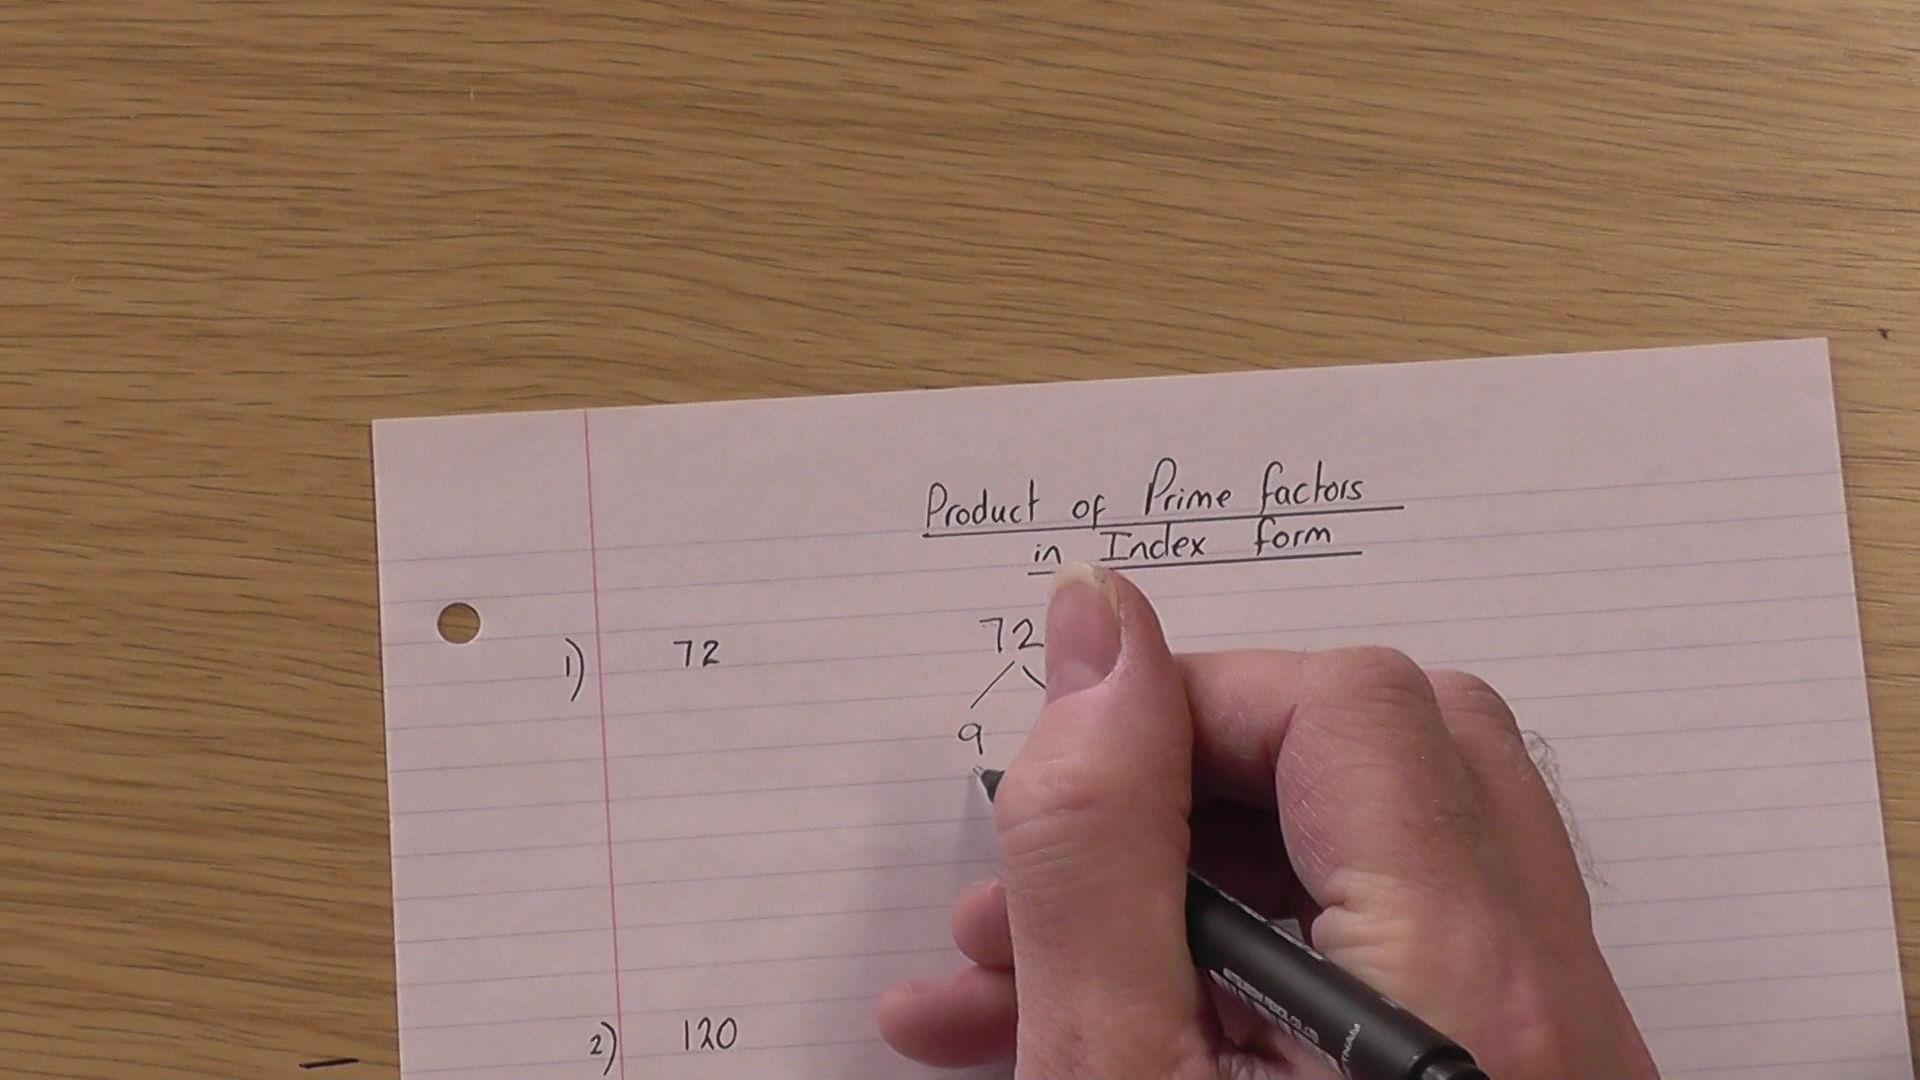 Product of Prime factors
in Index form
1) 72
72
9
2) 120